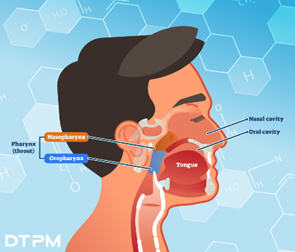 Nasal cavity
Oral cavity
Nasopharynx
Pharynx
(throat)
Oropharynx
Tongue
DTPM